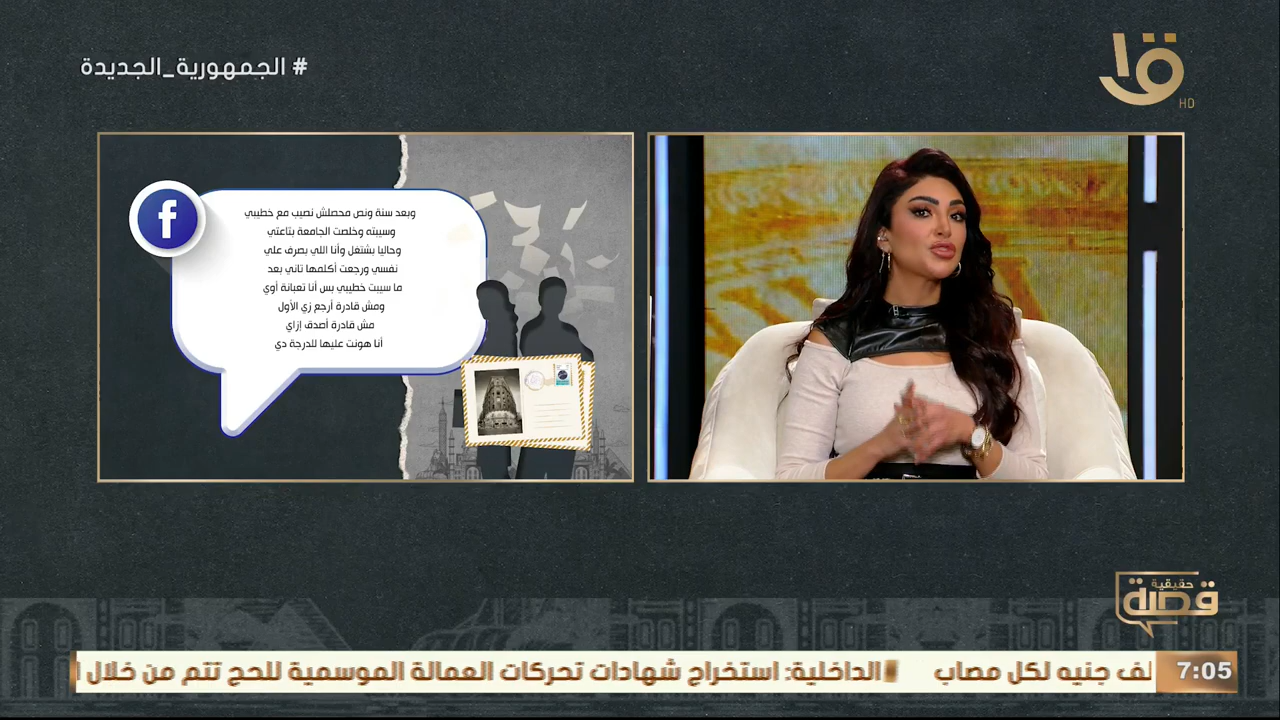 # الجمهورية_الجديدة
HD
وبعد سنة ونص محصلش نصيب مع خطيبي
وسيبته وخلصت الجامعة بتاعتي
وحاليا بشتغل وأنا اللي بصرف علي
نفسي ورجعت أكلمها تاني بعد
ما سيبت خطيبي بس أنا تعبانة أوي
ومش قادرة أرجع زي الأول
مش قادرة أصدق إزاي
أنا هونت عليها للدرجة دي
قصة حقيقية
7:05 لف جنيه لكل مصاب الداخلية: استخراج شهادات تحركات العمالة الموسمية للحج تتم من خلال ا